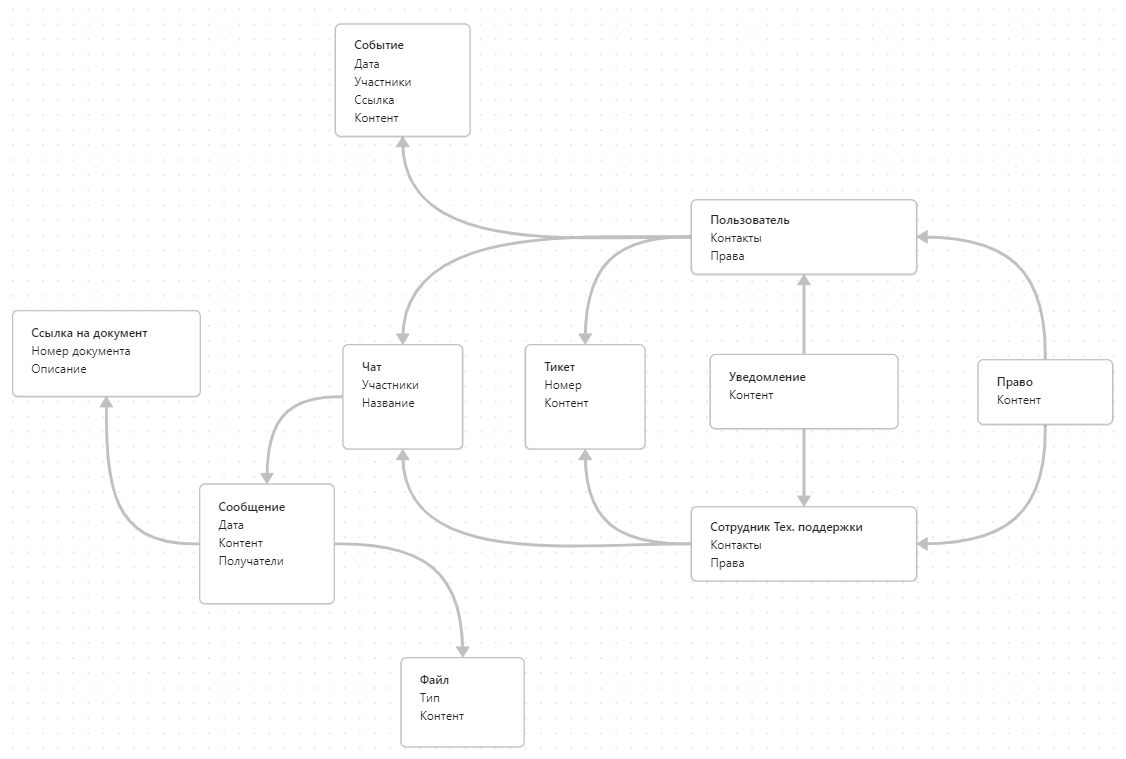 Событие
Дата
Участники
Ссылка
Контент
Пользователь
Контакты
Права
Ссылка на документ
Номер документа
Описание
Чат
Участники
Название
Тикет
Номер
Контент
Уведомление
Контент
Право
Контент
Сообщение
Дата
Контент
Получатели
Сотрудник Тех. поддержки
Контакты
Права
Файл
Тип
Контент